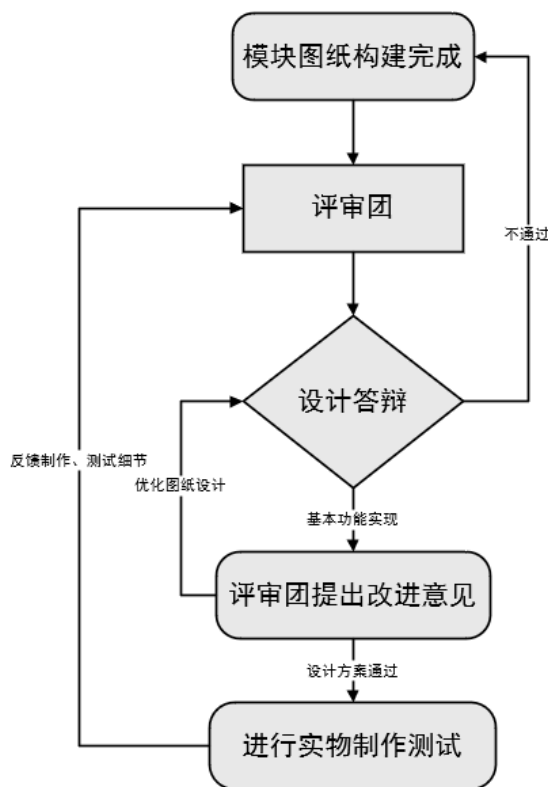 模块图纸构建完成
评审团
不通过
设计答辩
反馈制作、测试细节
优化图纸设计
基本功能实现
评审团提出改进意见
设计方案通过
进行实物制作测试